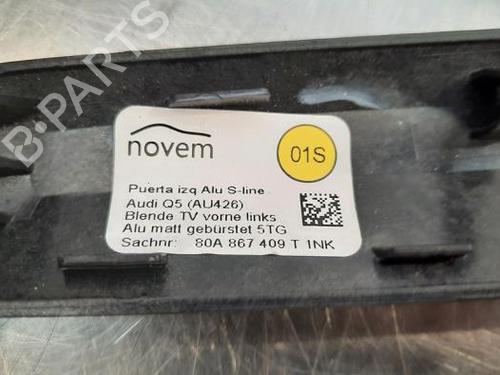 B-PARTS
novem
01S
Puerta izq Alu S-line
Audi Q5 (AU426)
Blende TV vorne links
Alu matt gebürstet 5TG
Sachnr: 80A 867 409 T 1NK